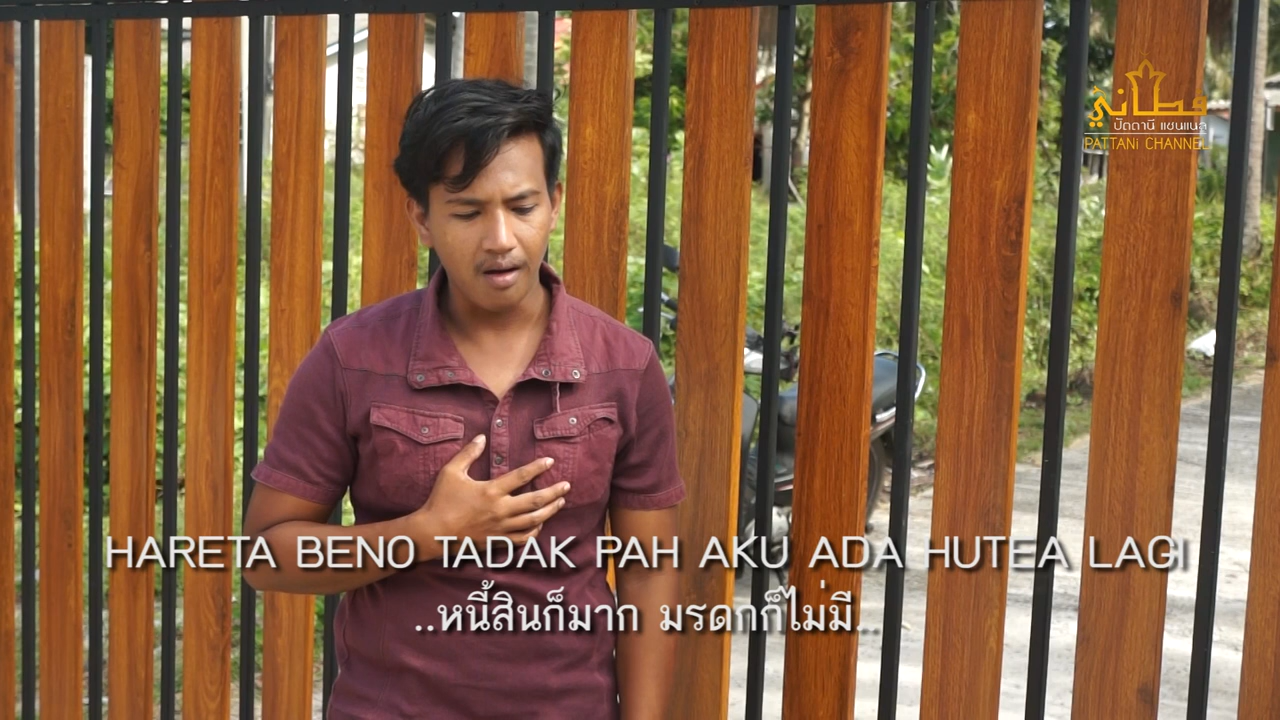 فطاني
ปัตตานี แชนแนล
PATTANi CHANNEL
HARETA BENO TADAK PAH AKU ADA HUTEA LAGI
..หนี้สินก็มาก มรดกก็ไม่มี..